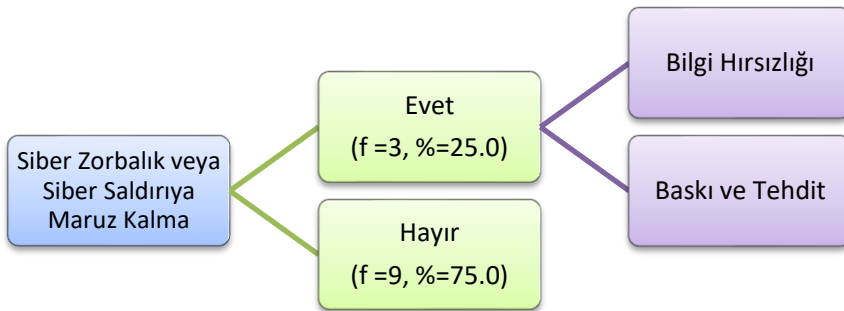 Siber Zorbalık veya
Siber Saldırıya
Maruz Kalma
Evet
(f =3, %=25.0)
Hayır
(f =9, %=75.0)
Bilgi Hırsızlığı
Baskı ve Tehdit